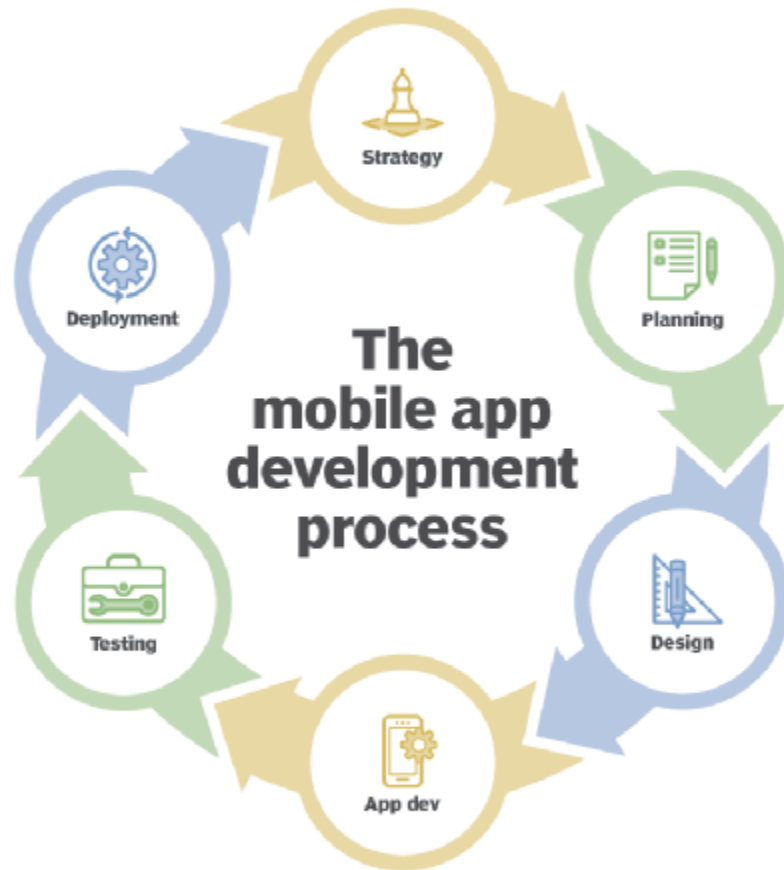 The
mobile app
development
process
Strategy
Planning
Design
App dev
Testing
Deployment